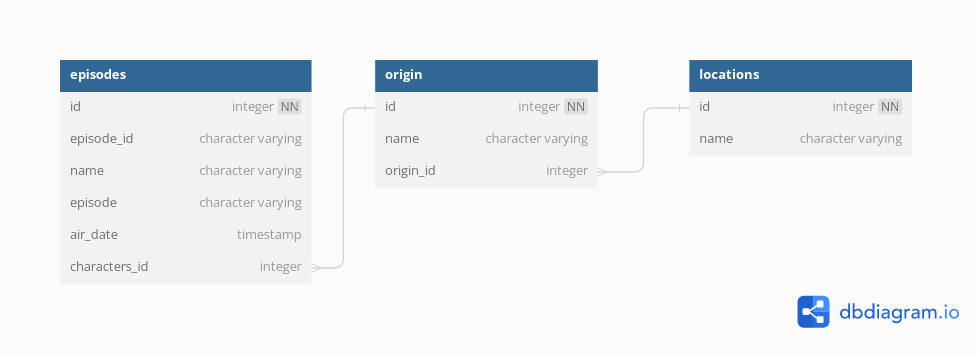 episodes
id integer NN
episode_id character varying
name character varying
episode character varying
air_date timestamp
characters_id integer
origin
id integer NN
name character varying
origin_id integer
locations
id integer NN
name character varying
dbdiagram.io